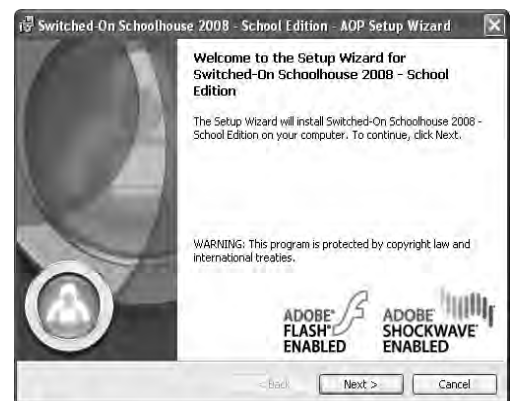 Switched-On Schoolhouse 2008 - School Edition - AOP Setup Wizard
Welcome to the Setup Wizard for
Switched-On Schoolhouse 2008 - School
Edition
The Setup Wizard will install Switched-On Schoolhouse 2008 -
School Edition on your computer. To continue, click Next.
WARNING: This program is protected by copyright law and
international treaties.
ADOBE® FLASH® ENABLED
ADOBE® SHOCKWAVE® ENABLED
< Back Next > Cancel